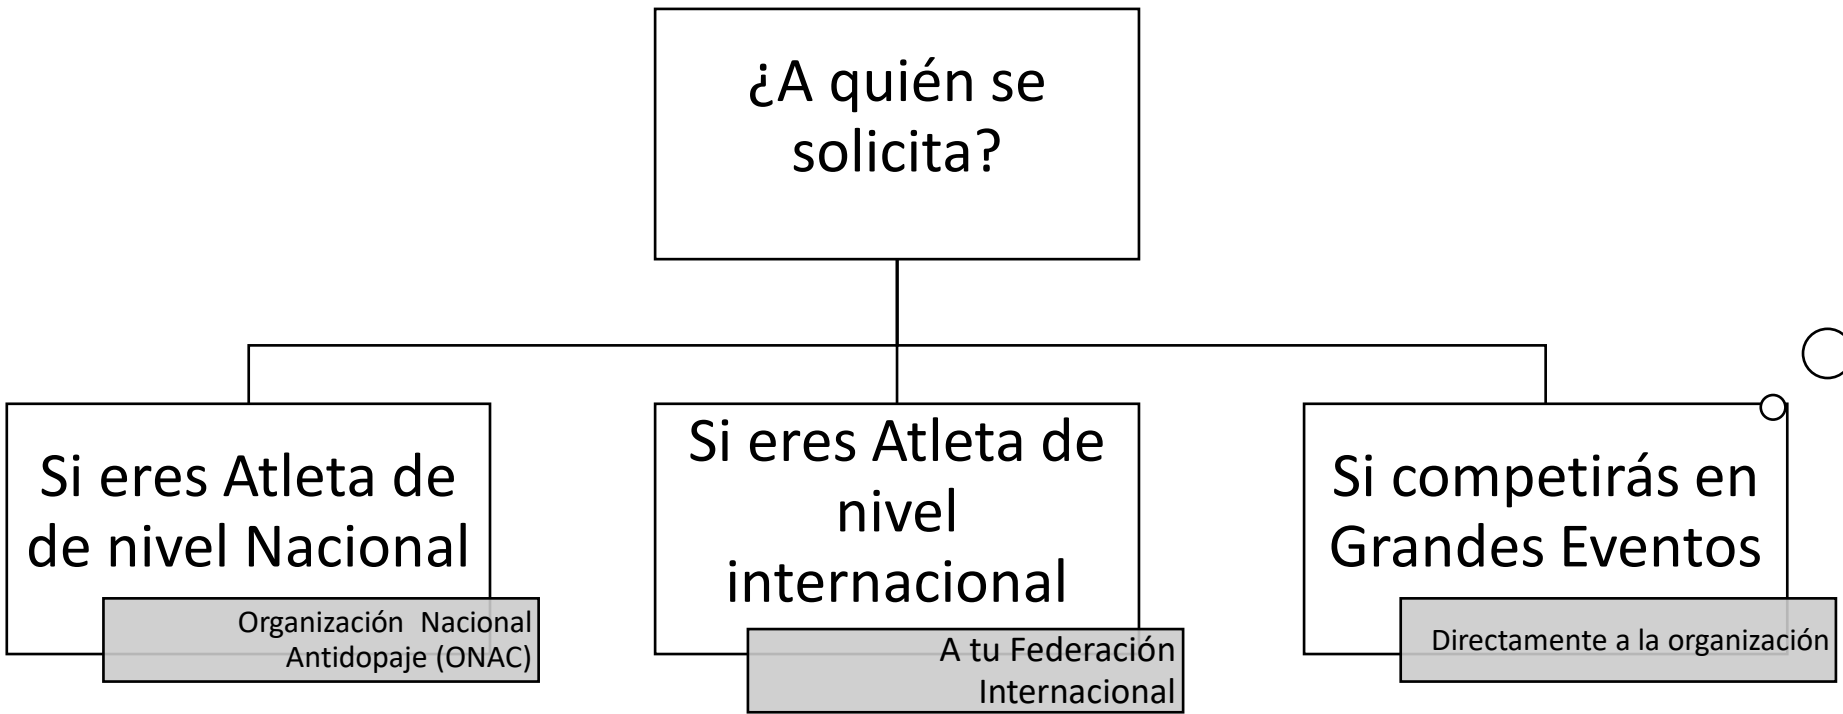 ¿A quién se
solicita?
Si eres Atleta de
de nivel Nacional
Organización Nacional
Antidopaje (ONAC)
Si eres Atleta de
nivel
internacional
A tu Federación
Internacional
Si competirás en
Grandes Eventos
Directamente a la organización